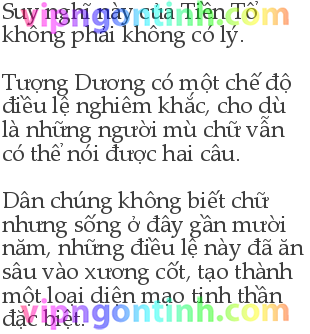 Suy nghĩ này của Tiền Tổ
vipngontinh.com
không phải không có lý.
Tượng Dương có một chế độ
điều lệ nghiêm khắc, cho dù
là những người mù chữ vẫn
có thể nói được hai câu.
Dân chúng không biết chữ
nhưng sống ở đây gần mười
năm, những điều lệ này đã ăn
sâu vào xương cốt, tạo thành
một loại diện mạo tinh thần
vipngontinh.com
đặc biệt.